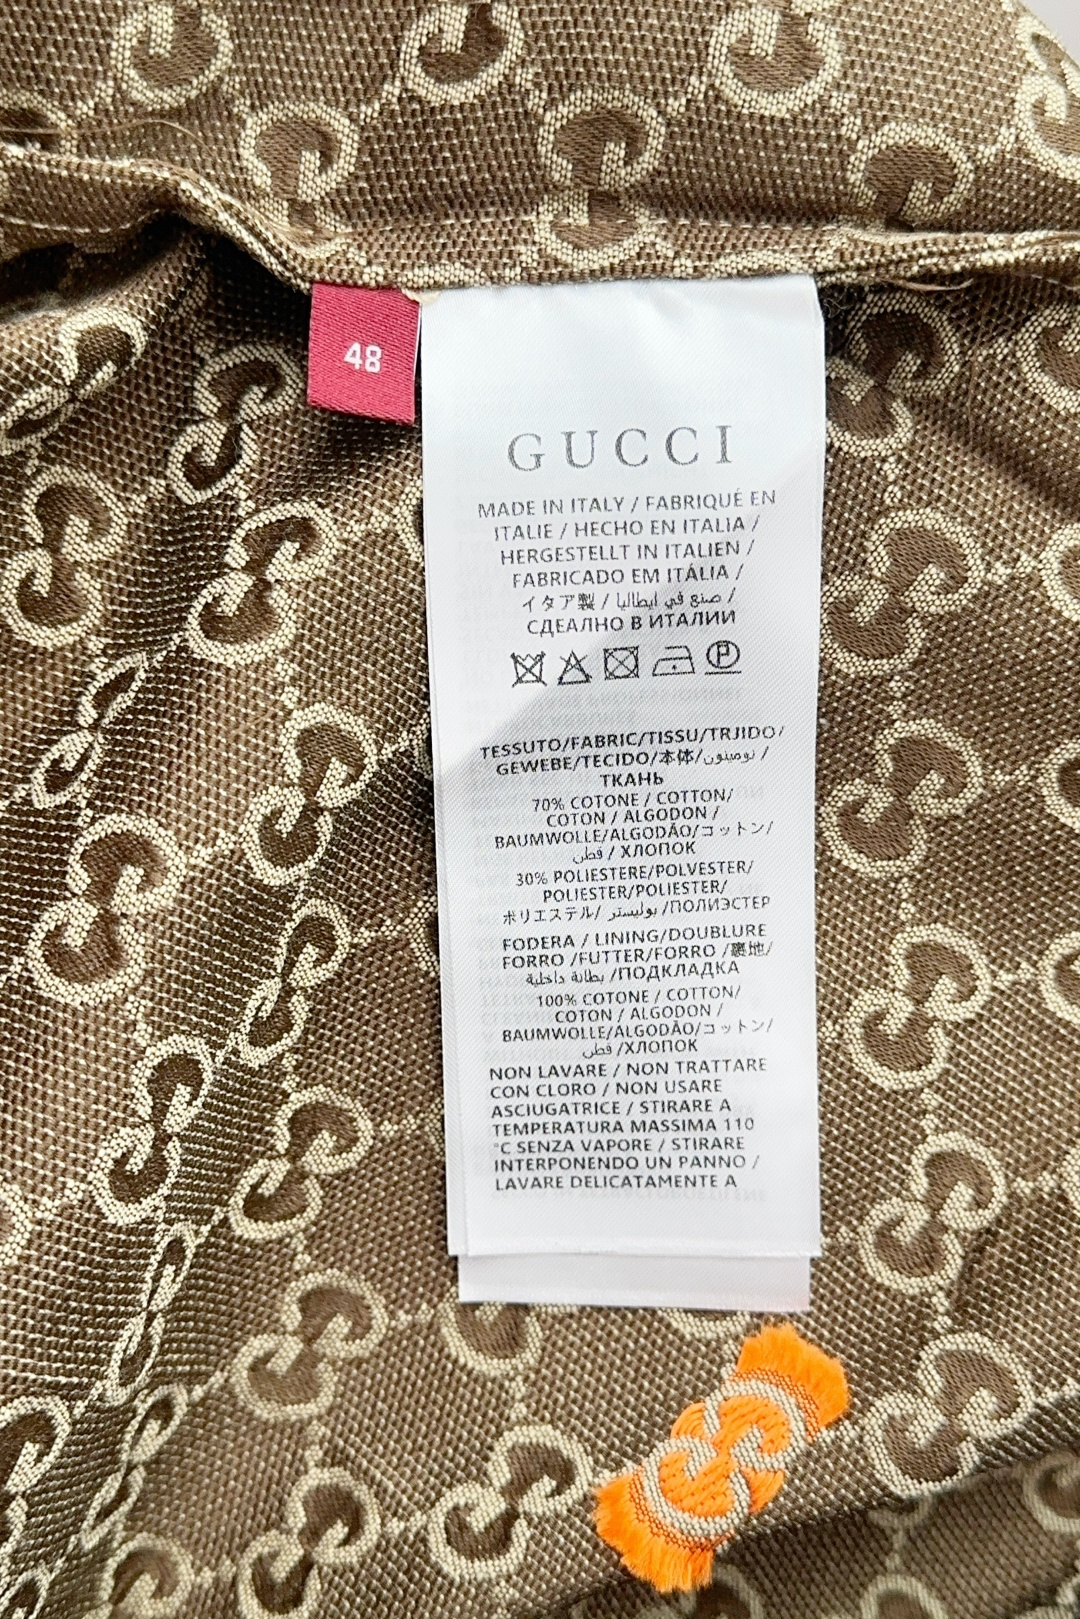 48
GUCCI
MADE IN ITALY / FABRIQUÉ EN
ITALIE / HECHO EN ITALIA /
HERGESTELLT IN ITALIEN /
FABRICADO EM ITÁLIA /
イタア製 / صنع في ايطاليا /
СДЕАЛНО В ИТАЛИИ
P
TESSUTO/FABRIC/TISSU/TRJIDO/
GEWEBE/TECIDO/本体/نومينون /
ТКАНЬ
70% COTONE / COTTON/
COTON / ALGODON /
BAUMWOLLE/ALGODÃO/コットン/
قطن / ХЛОПОК
30% POLIESTERE/POLVESTER/
POLIESTER/POLIESTER/
ポリエステル/ بوليستر /ПОЛИЭСТЕР
FODERA / LINING/DOUBLURE
FORRO /FUTTER/FORRO /裏地/
بطانة داخلية /ПОДКЛАДКА
100% COTONE / COTTON/
COTON / ALGODON /
BAUMWOLLE/ALGODÃO/コットン/
قطن /ХЛОПОК
NON LAVARE / NON TRATTARE
CON CLORO / NON USARE
ASCIUGATRICE / STIRARE A
TEMPERATURA MASSIMA 110
°C SENZA VAPORE / STIRARE
INTERPONENDO UN PANNO /
LAVARE DELICATAMENTE A